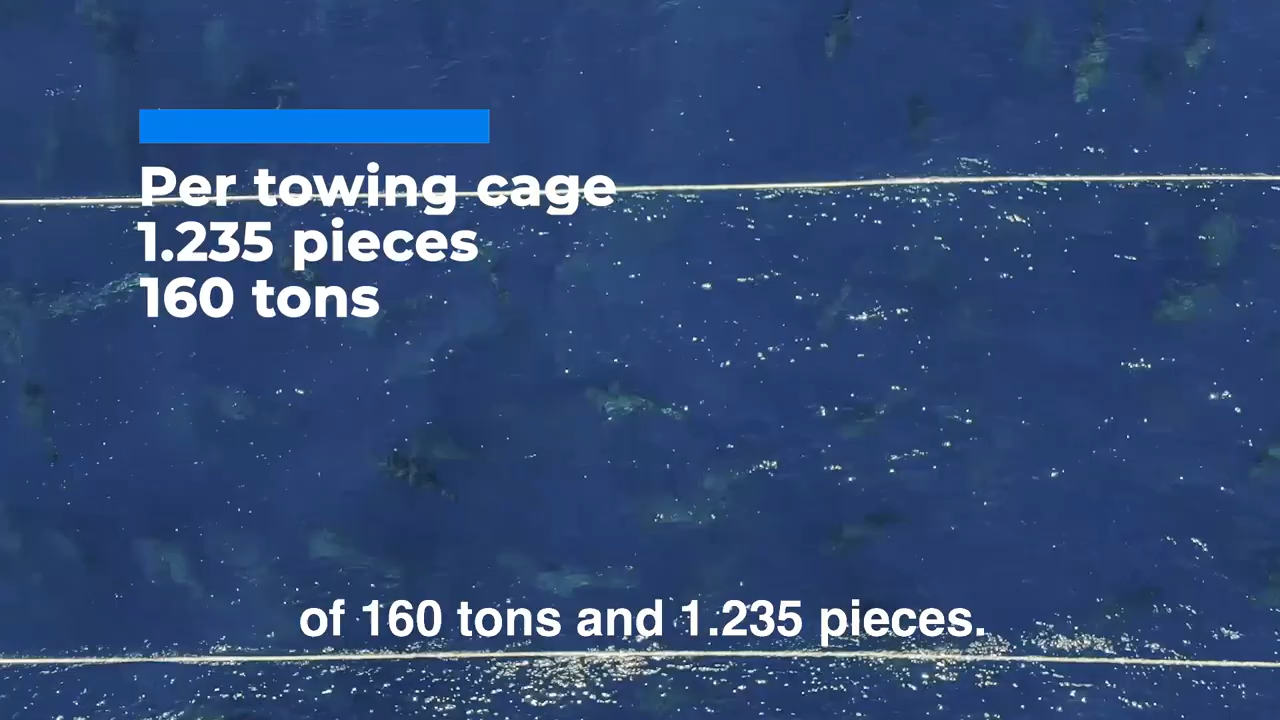 Per towing cage
1.235 pieces
160 tons
of 160 tons and 1.235 pieces.